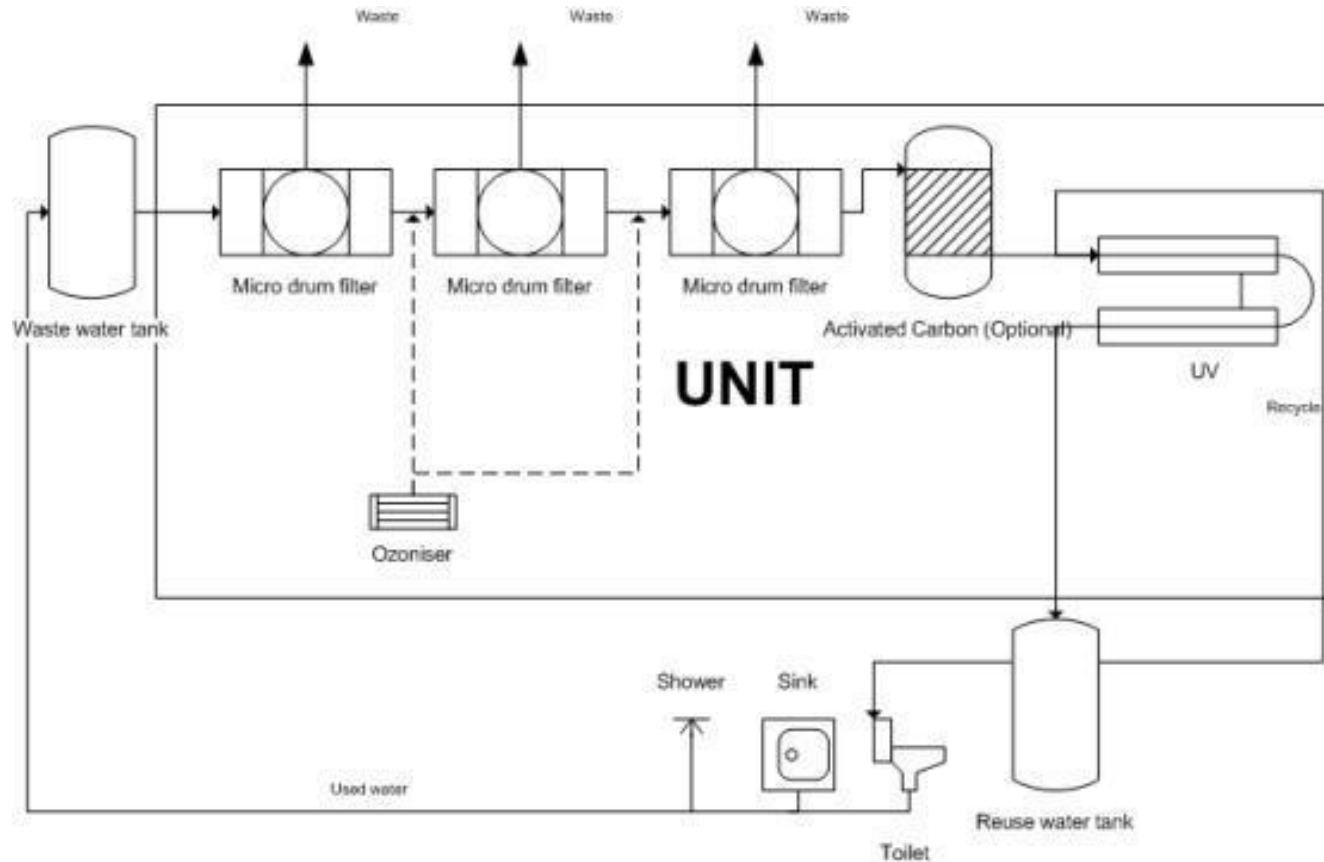 Waste
Waste
Waste
Micro drum filter
Micro drum filter
Micro drum filter
Waste water tank
Activated Carbon (Optional)
UV
UNIT
Recycle
Ozoniser
Shower
Sink
Used water
Reuse water tank
Toilet